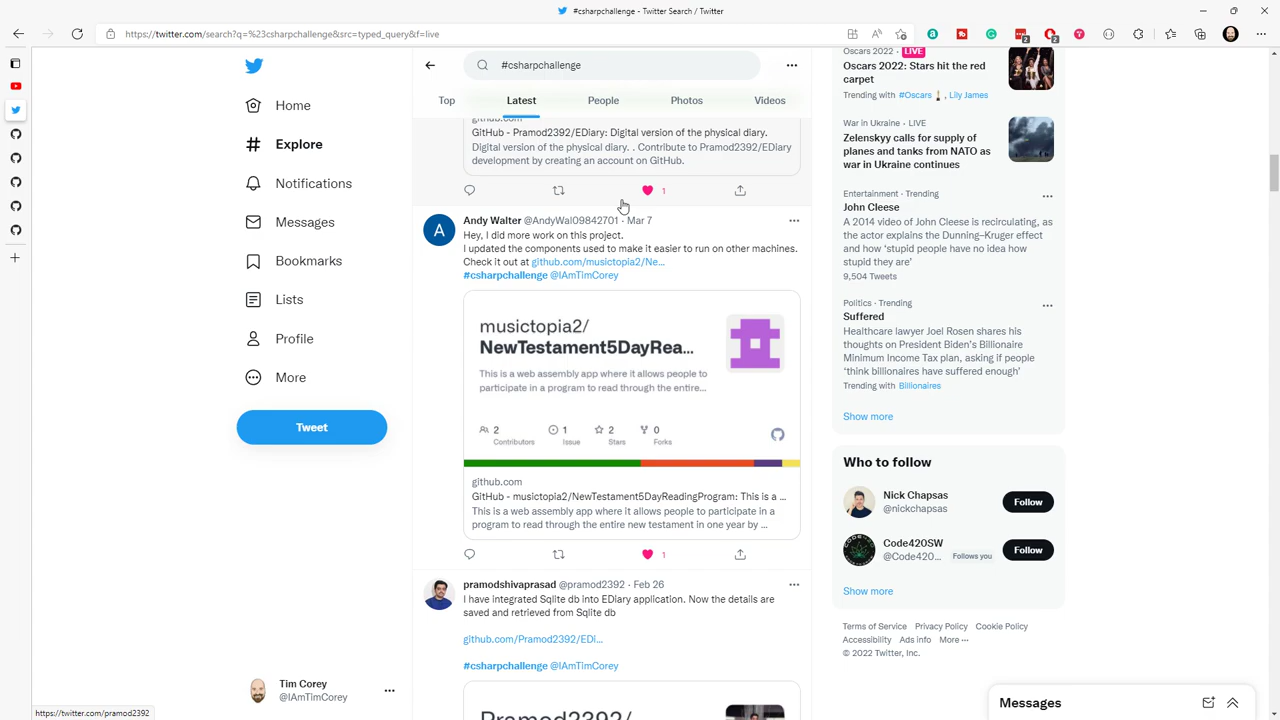 #csharpchallenge - Twitter Search / Twitter
https://twitter.com/search?q=%23csharpchallenge&src=typed_query&f=live
2
2
Home
Explore
Notifications
Messages
Bookmarks
Lists
Profile
More
Tweet
Tim Corey
@IAmTimCorey
https://twitter.com/pramod2392
#csharpchallenge
Top
Latest
People
Photos
Videos
github.com
GitHub - Pramod2392/EDiary: Digital version of the physical diary.
Digital version of the physical diary. . Contribute to Pramod2392/EDiary
development by creating an account on GitHub.
1
Andy Walter @AndyWal09842701 · Mar 7
Hey, I did more work on this project.
I updated the components used to make it easier to run on other machines.
Check it out at github.com/musictopia2/Ne...
#csharpchallenge @IAmTimCorey
musictopia2/
NewTestament5DayRea...
This is a web assembly app where it allows people to
participate in a program to read through the entire...
2
Contributors
1
Issue
2
Stars
0
Forks
github.com
GitHub - musictopia2/NewTestament5DayReadingProgram: This is a ...
This is a web assembly app where it allows people to participate in a
program to read through the entire new testament in one year by ...
1
pramodshivaprasad @pramod2392 · Feb 26
I have integrated Sqlite db into EDIary application. Now the details are
saved and retrieved from Sqlite db
github.com/Pramod2392/EDi...
#csharpchallenge @IAmTimCorey
Pramod2392/
Oscars 2022 LIVE
Oscars 2022: Stars hit the red
carpet
Trending with #Oscars, Lily James
War in Ukraine · LIVE
Zelenskyy calls for supply of
planes and tanks from NATO as
war in Ukraine continues
Entertainment · Trending
John Cleese
A 2014 video of John Cleese is recirculating, as
the actor explains the Dunning–Kruger effect
and how ‘stupid people have no idea how
stupid they are’
9,504 Tweets
Politics · Trending
Suffered
Healthcare lawyer Joel Rosen shares his
thoughts on President Biden's Billionaire
Minimum Income Tax plan, asking if people
‘think billionaires have suffered enough’
Trending with Billionaires
Show more
Who to follow
Nick Chapsas
@nickchapsas
Follow
Code420SW
@Code420...
Follows you
Follow
Show more
Terms of Service Privacy Policy Cookie Policy
Accessibility Ads info More ···
© 2022 Twitter, Inc.
Messages